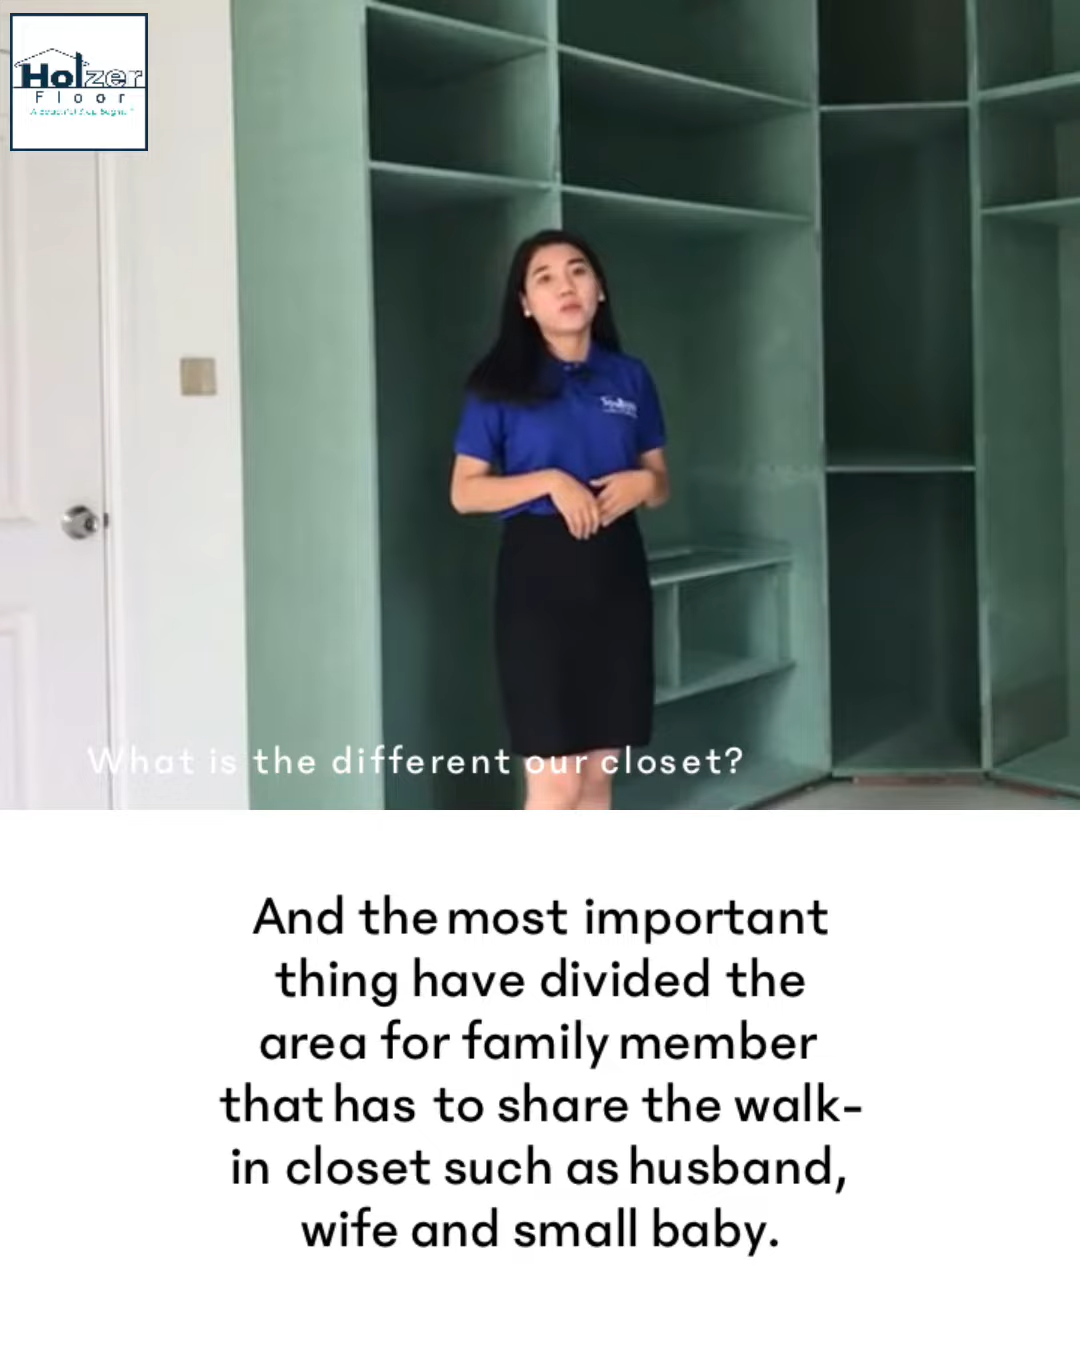 Holzer
Floor
What is the different our closet?
And the most important
thing have divided the
area for family member
that has to share the walk-
in closet such as husband,
wife and small baby.